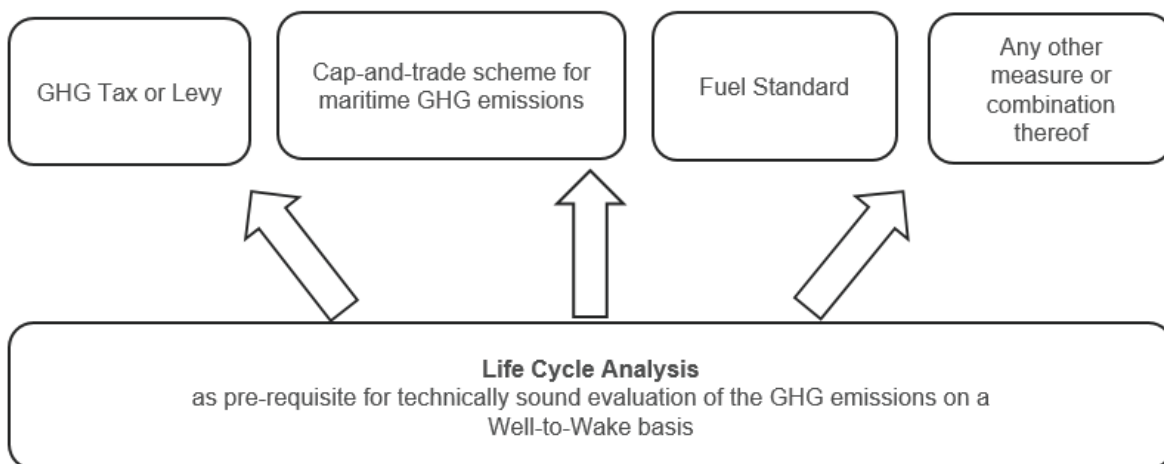 GHG Tax or Levy
Cap-and-trade scheme for
maritime GHG emissions
Fuel Standard
Any other
measure or
combination
thereof
Life Cycle Analysis
as pre-requisite for technically sound evaluation of the GHG emissions on a
Well-to-Wake basis